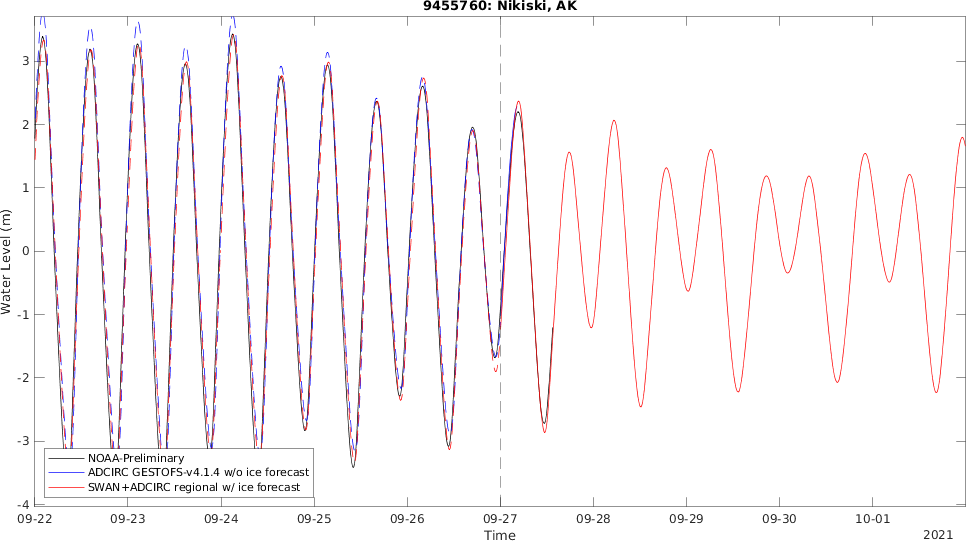 9455760: Nikiski, AK
3
2
1
0
-1
-2
-3
-4
Water Level (m)
NOAA-Preliminary
ADCIRC GESTOFS-v4.1.4 w/o ice forecast
SWAN+ADCIRC regional w/ ice forecast
09-22 09-23 09-24 09-25 09-26 09-27 09-28 09-29 09-30 10-01
Time
2021